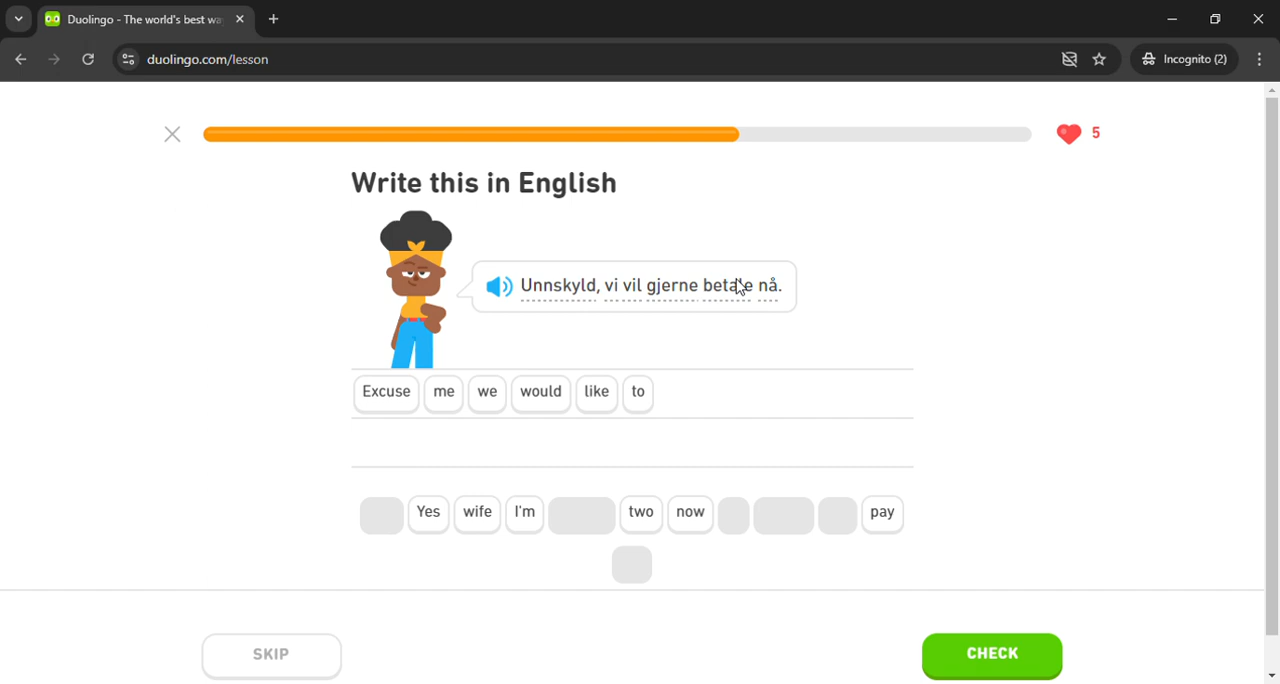 Duolingo - The world's best wa
duolingo.com/lesson
Incognito (2)
5
Write this in English
Unnskyld, vi vil gjerne betale nå.
Excuse me we would like to
Yes wife I'm two now pay
SKIP
CHECK